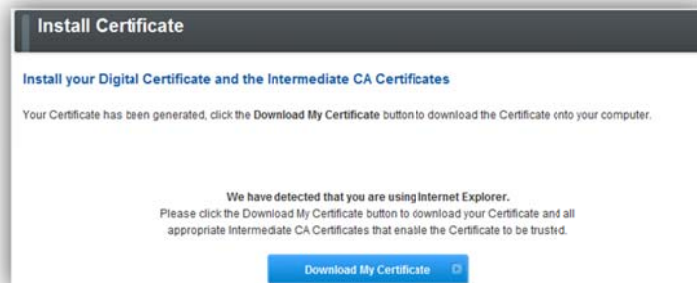 Install Certificate
Install your Digital Certificate and the Intermediate CA Certificates
Your Certificate has been generated, click the Download My Certificate button to download the Certificate onto your computer.
We have detected that you are using Internet Explorer.
Please click the Download My Certificate button to download your Certificate and all
appropriate Intermediate CA Certificates that enable the Certificate to be trusted.
Download My Certificate